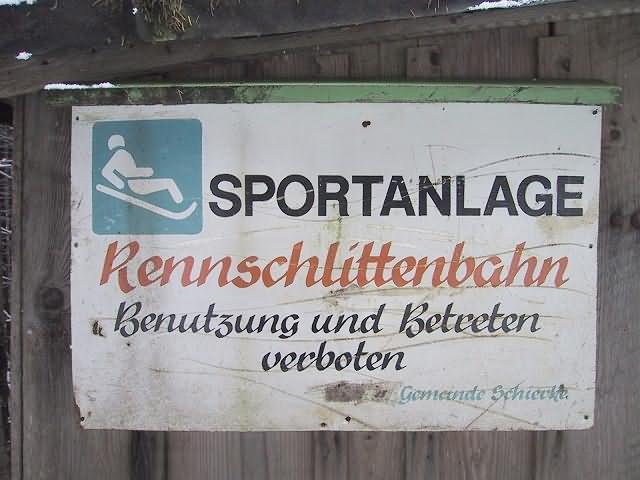 SPORTANLAGE
Rennschlittenbahn
Benutzung und Betreten
verboten
Gemeinde Schierke